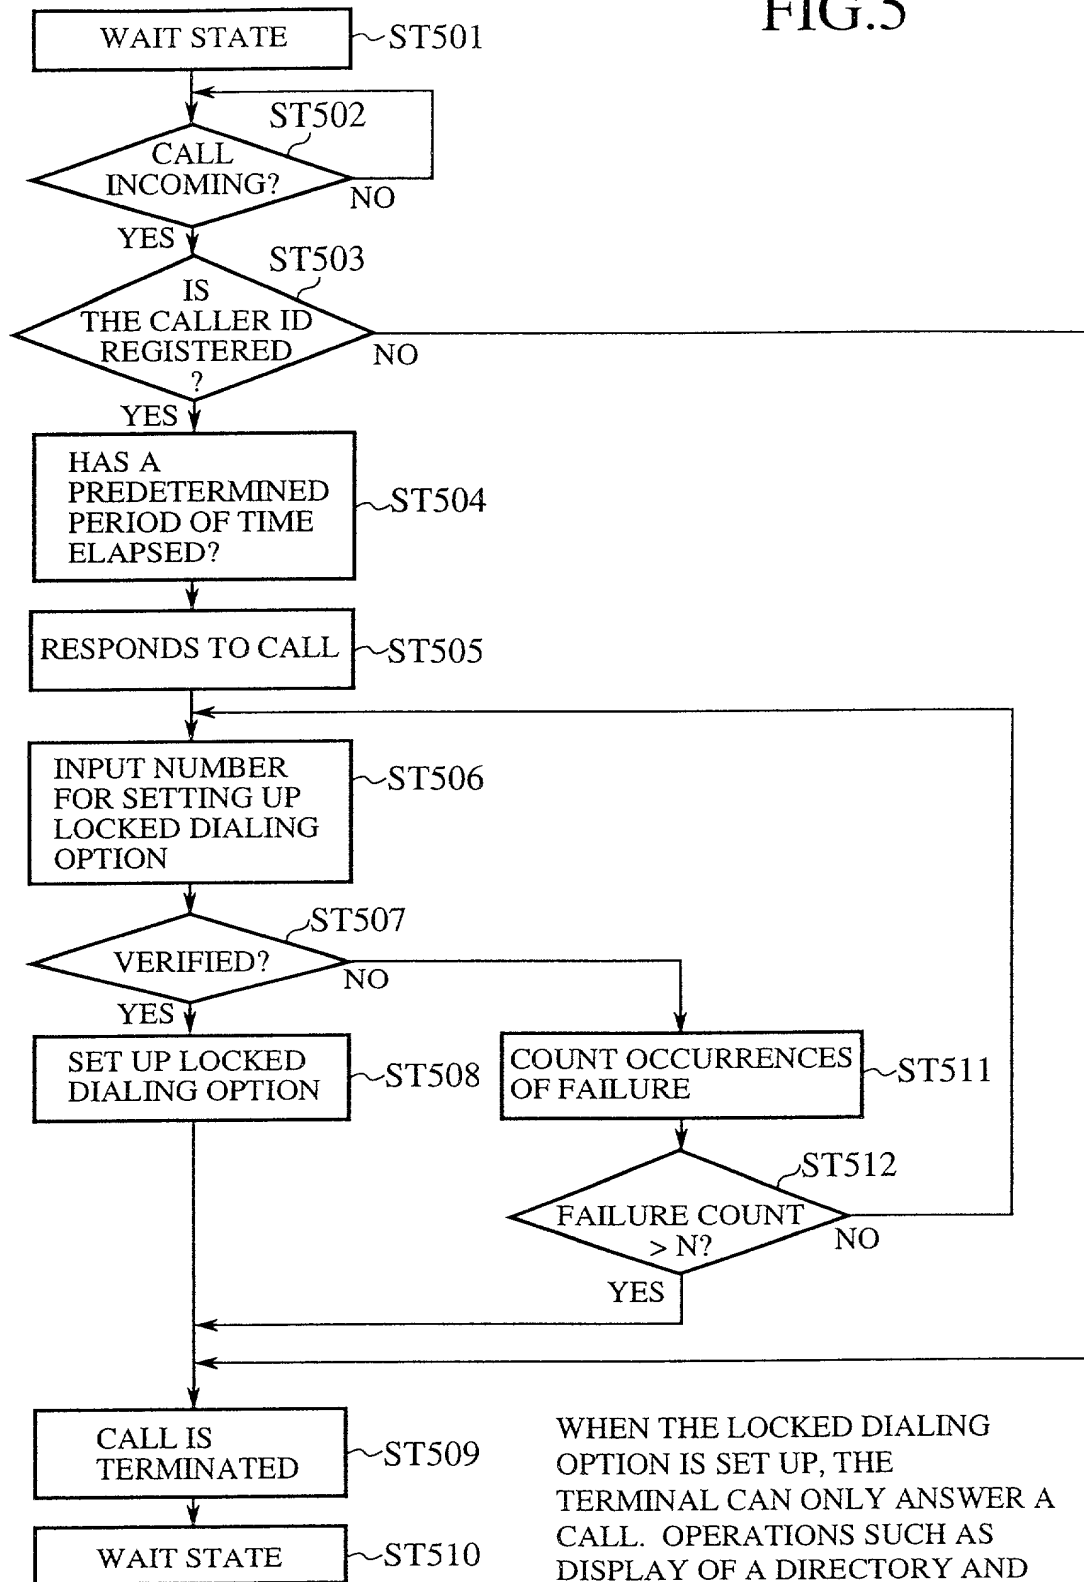 FIG.5
WAIT STATE
ST501
ST502
CALL
INCOMING?
NO
YES
ST503
IS
THE CALLER ID
REGISTERED
?
NO
YES
HAS A
PREDETERMINED
PERIOD OF TIME
ELAPSED?
ST504
RESPONDS TO CALL
ST505
INPUT NUMBER
FOR SETTING UP
LOCKED DIALING
OPTION
ST506
ST507
VERIFIED?
NO
YES
SET UP LOCKED
DIALING OPTION
ST508
COUNT OCCURRENCES
OF FAILURE
ST511
ST512
FAILURE COUNT
> N?
NO
YES
CALL IS
TERMINATED
ST509
WAIT STATE
ST510
WHEN THE LOCKED DIALING
OPTION IS SET UP, THE
TERMINAL CAN ONLY ANSWER A
CALL. OPERATIONS SUCH AS
DISPLAY OF A DIRECTORY AND